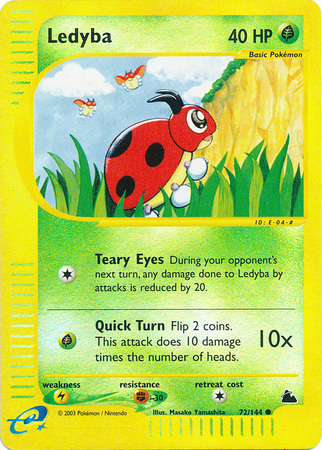 Ledyba
40 HP
Basic Pokémon
ID: E-04-#
Teary Eyes During your opponent's
next turn, any damage done to Ledyba by
attacks is reduced by 20.
Quick Turn Flip 2 coins.
This attack does 10 damage
times the number of heads.
10x
weakness resistance retreat cost
-30
© 2003 Pokémon / Nintendo Illus. Masako Yamashita 72/144 ●
e